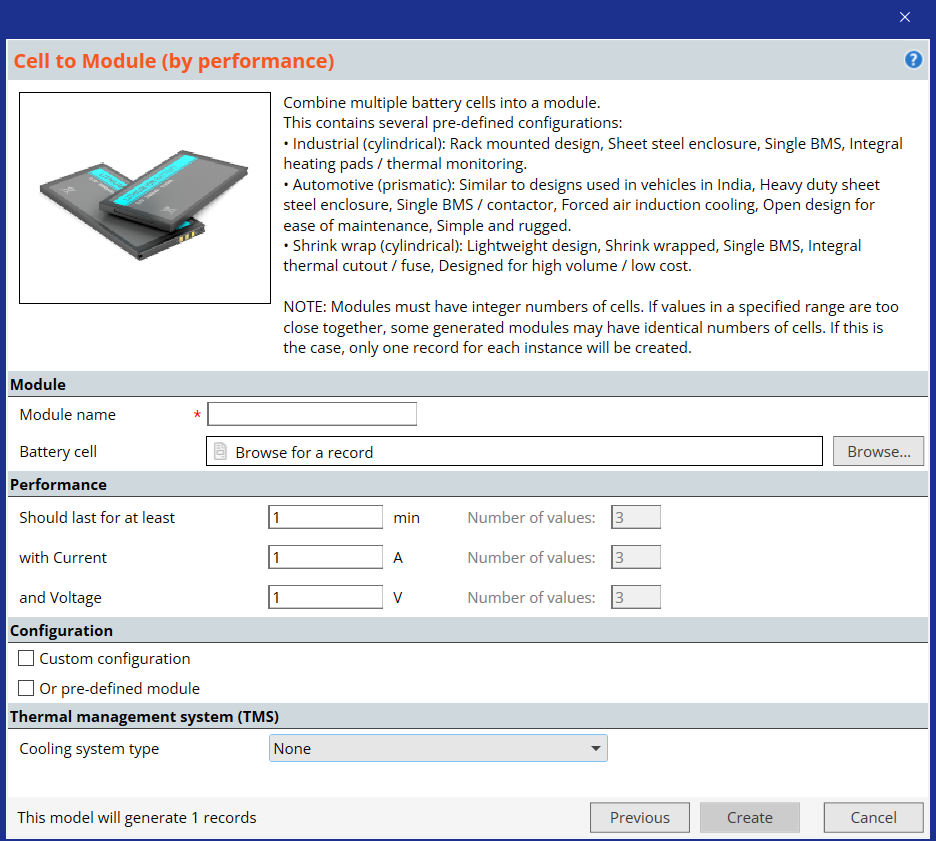 Cell to Module (by performance)
?
Combine multiple battery cells into a module.
This contains several pre-defined configurations:
• Industrial (cylindrical): Rack mounted design, Sheet steel enclosure, Single BMS, Integral
heating pads / thermal monitoring.
• Automotive (prismatic): Similar to designs used in vehicles in India, Heavy duty sheet
steel enclosure, Single BMS / contactor, Forced air induction cooling, Open design for
ease of maintenance, Simple and rugged.
• Shrink wrap (cylindrical): Lightweight design, Shrink wrapped, Single BMS, Integral
thermal cutout / fuse, Designed for high volume / low cost.
NOTE: Modules must have integer numbers of cells. If values in a specified range are too
close together, some generated modules may have identical numbers of cells. If this is
the case, only one record for each instance will be created.
Module
Module name *
Battery cell Browse for a record Browse...
Performance
Should last for at least 1 min Number of values: 3
with Current 1 A Number of values: 3
and Voltage 1 V Number of values: 3
Configuration
Custom configuration
Or pre-defined module
Thermal management system (TMS)
Cooling system type None
This model will generate 1 records Previous Create Cancel